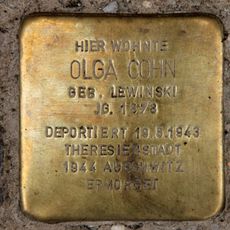 HIER WOHNTE
OLGA COHN
GEB. LEWINSKI
JG. 1878
DEPORTIERT 19.5.1943
THERESIENSTADT
1944 AUSCHWITZ
ERMORDET